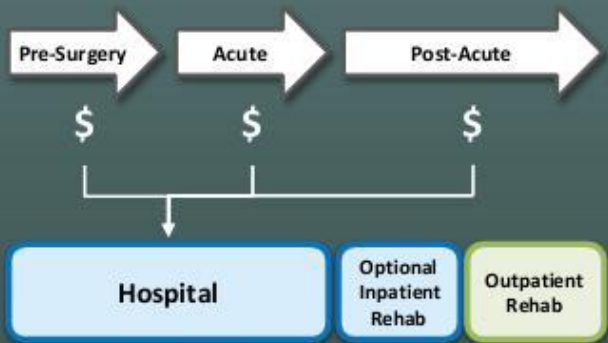 Pre-Surgery
Acute
Post-Acute
$
$
$
Hospital
Optional
Inpatient
Rehab
Outpatient
Rehab